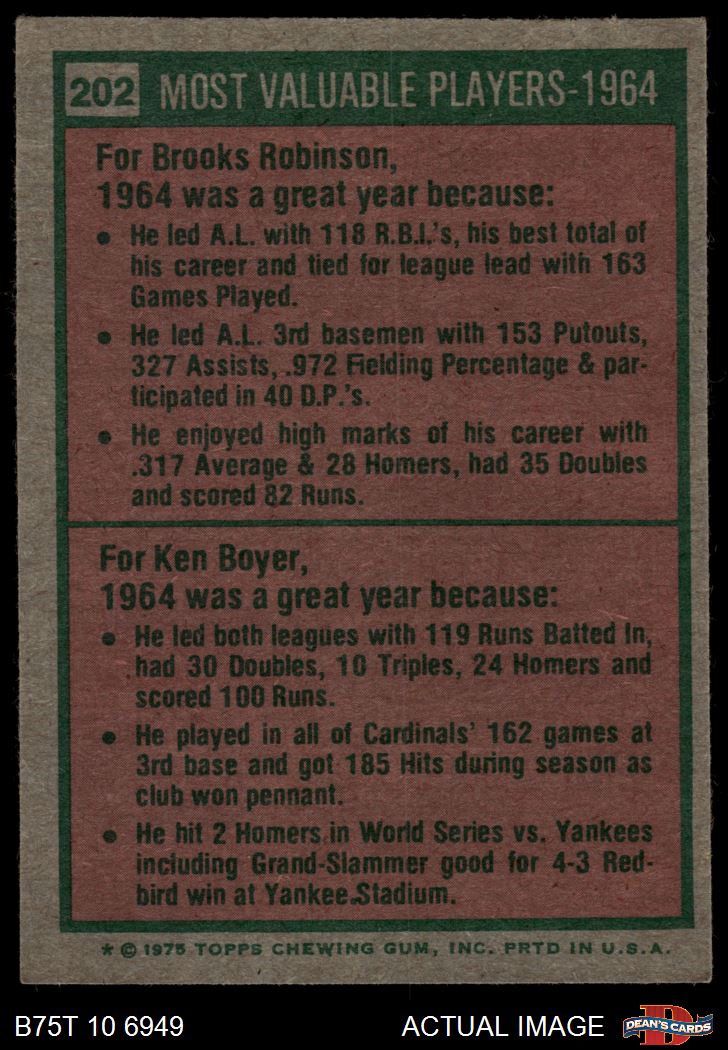 202 MOST VALUABLE PLAYERS-1964
For Brooks Robinson,
1964 was a great year because:
• He led A.L. with 118 R.B.I.'s, his best total of
his career and tied for league lead with 163
Games Played.
• He led A.L. 3rd basemen with 153 Putouts,
327 Assists, .972 Fielding Percentage & par-
ticipated in 40 D.P.'s.
• He enjoyed high marks of his career with
.317 Average & 28 Homers, had 35 Doubles
and scored 82 Runs.
For Ken Boyer,
1964 was a great year because:
• He led both leagues with 119 Runs Batted In,
had 30 Doubles, 10 Triples, 24 Homers and
scored 100 Runs.
• He played in all of Cardinals' 162 games at
3rd base and got 185 Hits during season as
club won pennant.
• He hit 2 Homers in World Series vs. Yankees
including Grand-Slammer good for 4-3 Red-
bird win at Yankee Stadium.
* © 1975 TOPPS CHEWING GUM, INC. PRTD IN U.S.A.
B75T 10 6949 ACTUAL IMAGE D DEAN'S CARDS